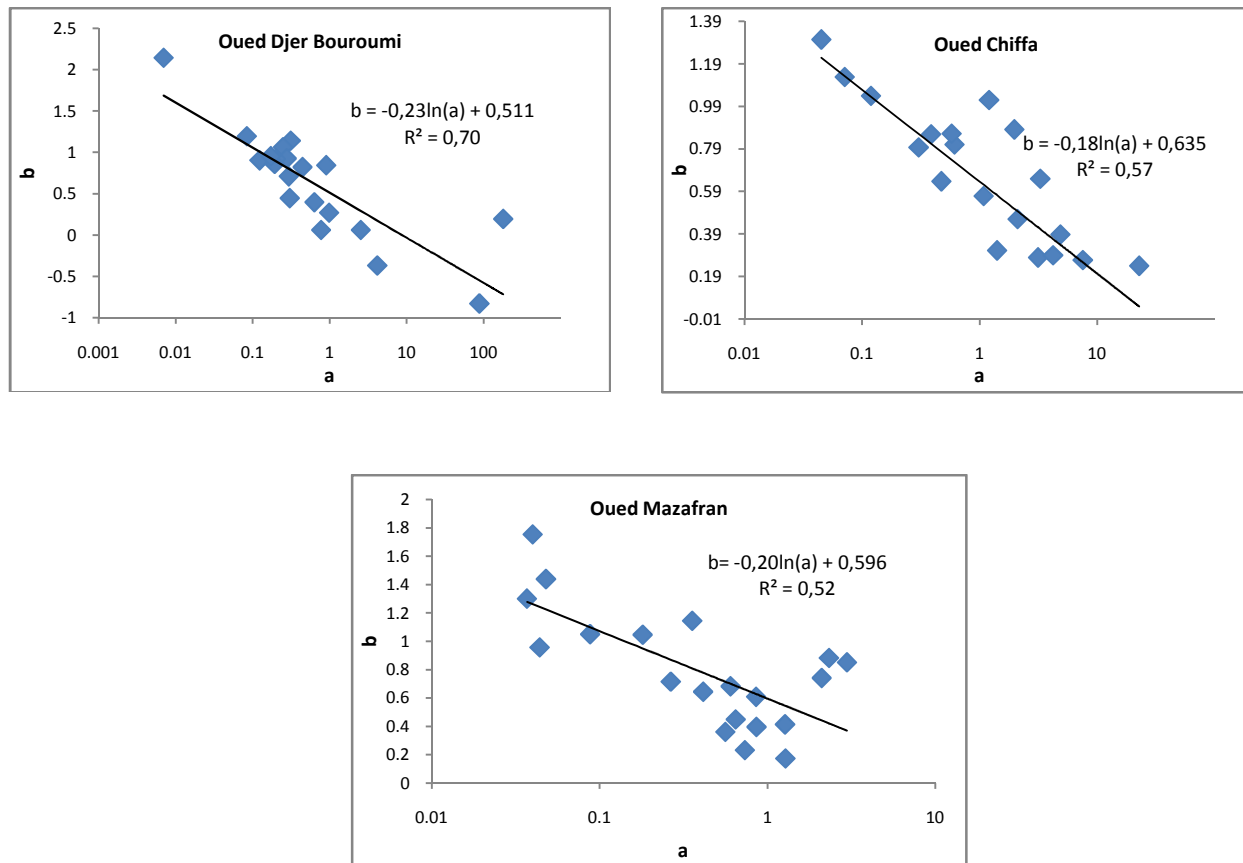 Oued Djer Bouroumi
b = -0,23ln(a) + 0,511
R² = 0,70
2.5
2
1.5
1
0.5
0
-0.5
-1
b
0.001
0.01
0.1
1
10
100
a
Oued Chiffa
b = -0,18ln(a) + 0,635
R² = 0,57
1.39
1.19
0.99
0.79
0.59
0.39
0.19
-0.01
b
0.01
0.1
1
10
a
Oued Mazafran
b= -0,20ln(a) + 0,596
R² = 0,52
2
1.8
1.6
1.4
1.2
1
0.8
0.6
0.4
0.2
0
b
0.01
0.1
1
10
a